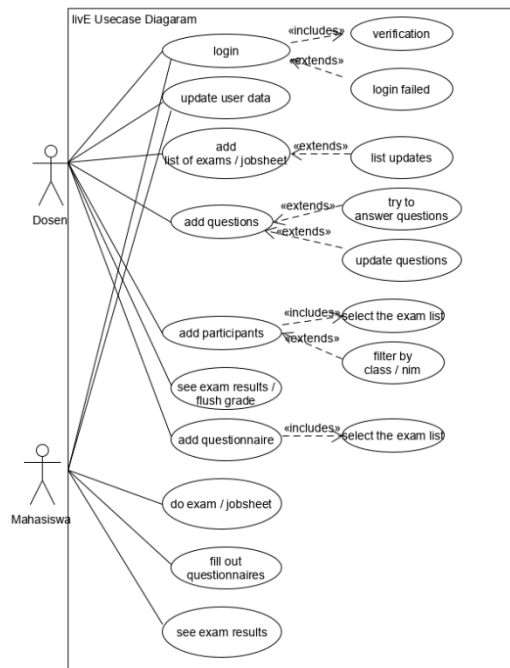 livE Usecase Diagaram
«includes»
verification
login
«extends»
login failed
update user data
add
list of exams / jobsheet
«extends»
list updates
Dosen
«extends»
try to
answer questions
add questions
«extends»
update questions
«includes»
select the exam list
add participants
«extends»
filter by
class / nim
see exam results /
flush grade
«includes»
add questionnaire
select the exam list
Mahasiswa
do exam / jobsheet
fill out
questionnaires
see exam results